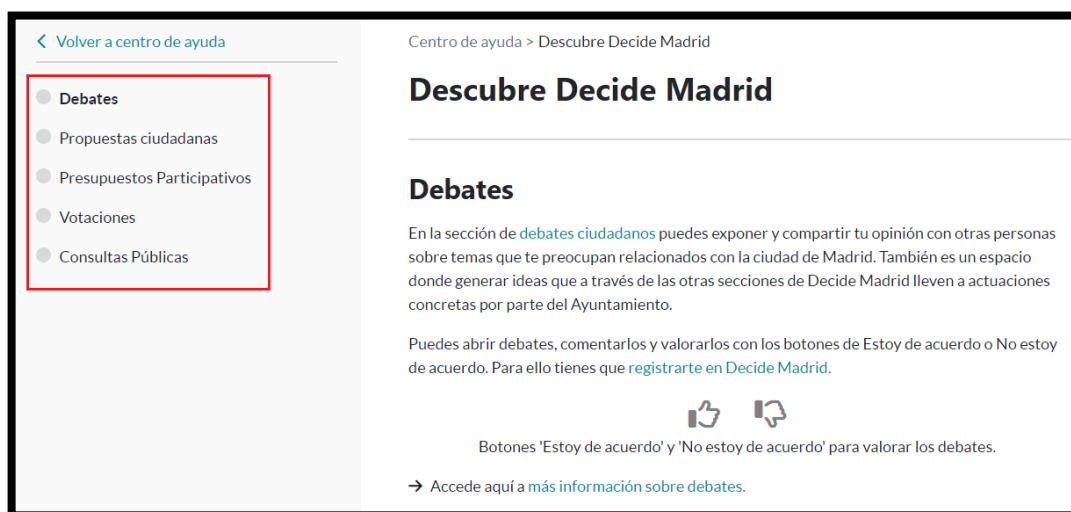 Volver a centro de ayuda
Debates
Propuestas ciudadanas
Presupuestos Participativos
Votaciones
Consultas Públicas
Centro de ayuda > Descubre Decide Madrid
Descubre Decide Madrid
Debates
En la sección de debates ciudadanos puedes exponer y compartir tu opinión con otras personas
sobre temas que te preocupan relacionados con la ciudad de Madrid. También es un espacio
donde generar ideas que a través de las otras secciones de Decide Madrid lleven a actuaciones
concretas por parte del Ayuntamiento.
Puedes abrir debates, comentarlos y valorarlos con los botones de Estoy de acuerdo o No estoy
de acuerdo. Para ello tienes que registrarte en Decide Madrid.
Botones 'Estoy de acuerdo' y 'No estoy de acuerdo' para valorar los debates.
→ Accede aquí a más información sobre debates.